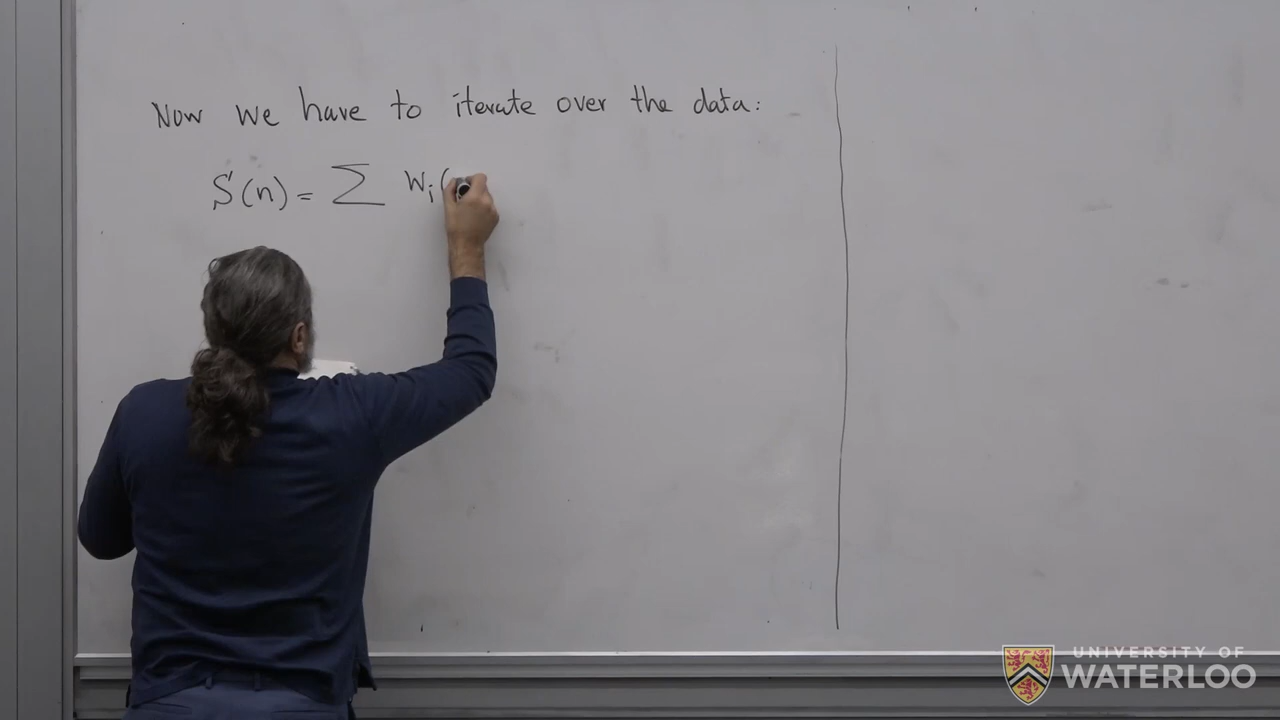 Now we have to iterate over the data:
S(n) = ∑ Wi(
UNIVERSITY OF
WATERLOO